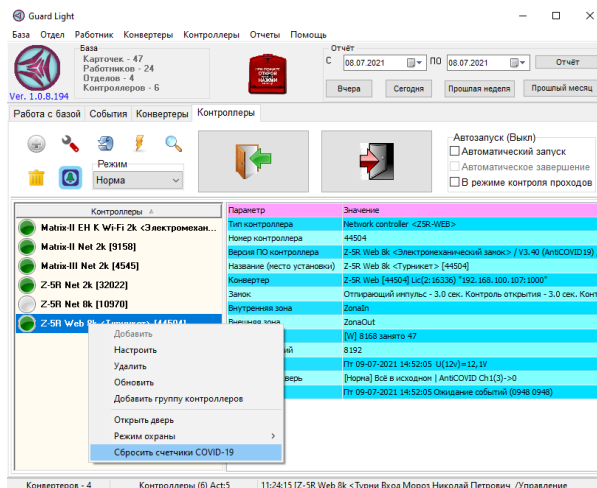 Guard Light
База Отдел Работник Конвертеры Контроллеры Отчеты Помощь
База
Карточек - 47
Работников - 24
Отделов - 4
Контроллеров - 6
Ver. 1.0.8.194
Отчёт
С 08.07.2021 ПО 08.07.2021 Отчёт
Вчера Сегодня Прошлая неделя Прошлый месяц
Работа с базой События Конвертеры Контроллеры
Режим
Норма
Автозапуск (Выкл)
Автоматический запуск
Автоматическое завершение
В режиме контроля проходов
Контроллеры
Matrix-II EH K Wi-Fi 2k <Электромехан...
Matrix-II Net 2k [9158]
Matrix-III Net 2k [4545]
Z-5R Net 2k [32022]
Z-5R Net 8k [10970]
Z-5R Web 8k <Турникет> [44504]
Параметр Значение
Тип контроллера Network controller <Z5R-WEB>
Номер контроллера 44504
Версия ПО контроллера Z-5R Web 8k <Электромеханический замок> / V3.40 (AntiCOVID19)
Название (место установки) Z-5R Web 8k <Турникет> [44504]
Конвертер Z-5R Web [44504] Lic(2:16336) "192.168.100.107:1000"
Замок Отпирающий импульс - 3.0 сек. Контроль открытия - 3.0 сек. Конт
Внутренняя зона ZonaIn
Внешняя зона ZonaOut
[W] 8168 занято 47
ий 8192
Пт 09-07-2021 14:52:05 U(12v)=12,1V
верь [Норма] Всё в исходном | AntiCOVID Ch1(3)->0
Пт 09-07-2021 14:52:05 Ожидание событий (0948 0948)
Добавить
Настроить
Удалить
Обновить
Добавить группу контроллеров
Открыть дверь
Режим охраны
Сбросить счетчики COVID-19
Конвертеров - 4 Контроллеры (6) Act:5 11:24:15 [Z-5R Web 8k <Турни Вход Мороз Николай Петрович /Управление